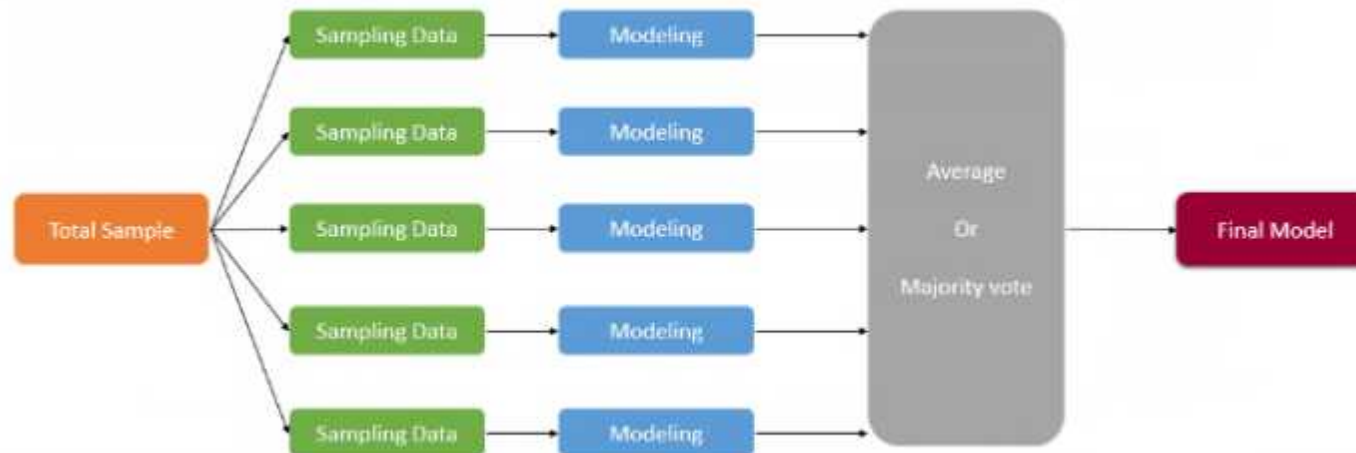 Sampling Data
Modeling
Sampling Data
Modeling
Average
Total Sample
Sampling Data
Modeling
Or
Final Model
Majority vote
Sampling Data
Modeling
Sampling Data
Modeling